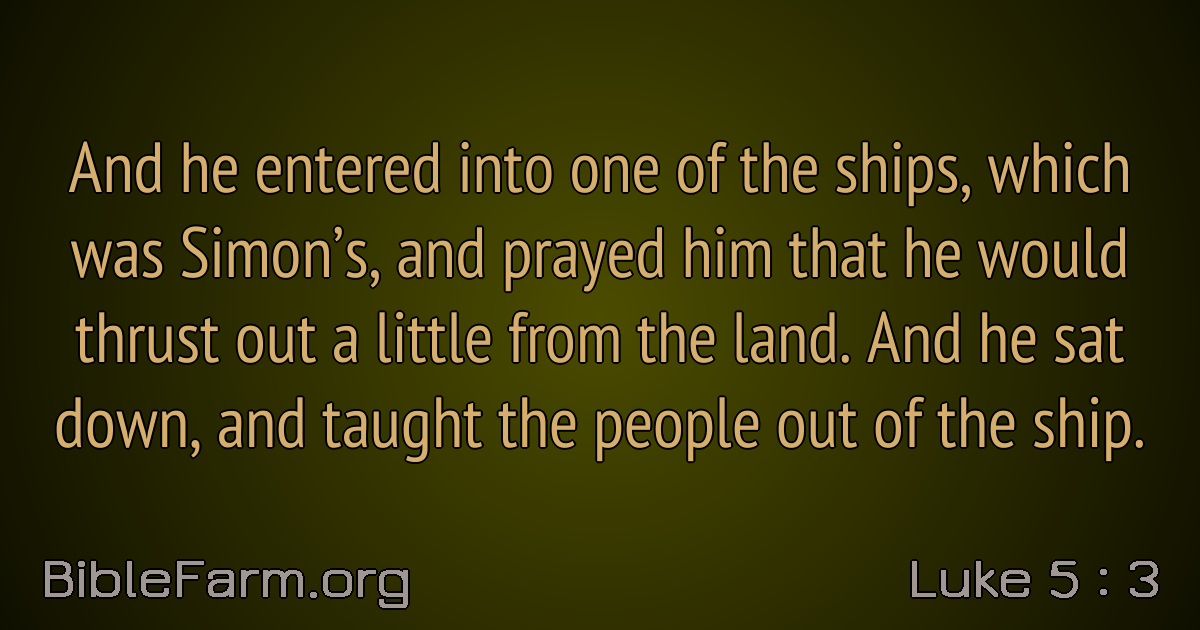 And he entered into one of the ships, which
was Simon’s, and prayed him that he would
thrust out a little from the land. And he sat
down, and taught the people out of the ship.
BibleFarm.org
Luke 5 : 3